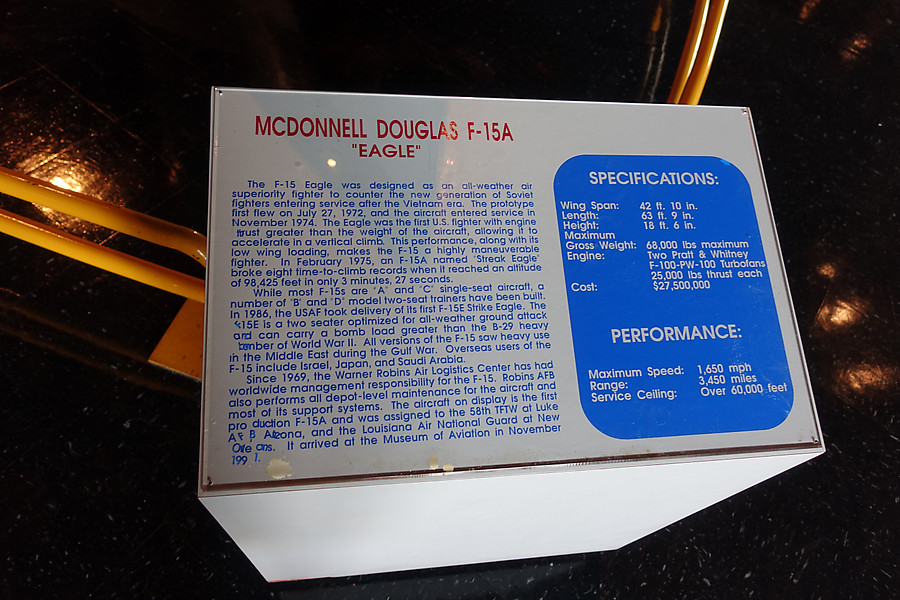 MCDONNELL DOUGLAS F-15A
"EAGLE"
The F-15 Eagle was designed as an all-weather air
superiority fighter to counter the new generation of Soviet
fighters entering service after the Vietnam era. The prototype
first flew on July 27, 1972, and the aircraft entered service in
November 1974. The Eagle was the first U.S. fighter with engine
thrust greater than the weight of the aircraft, allowing it to
accelerate in a vertical climb. This performance, along with its
low wing loading, makes the F-15 a highly maneuverable
fighter. In February 1975, an F-15A named "Streak Eagle"
broke eight time-to-climb records when it reached an altitude
of 98,425 feet in only 3 minutes, 27 seconds.
While most F-15s are "A" and "C" single-seat aircraft, a
number of "B" and "D" model two-seat trainers have been built.
In 1986, the USAF took delivery of its first F-15E Strike Eagle. The
15E is a two seater optimized for all-weather ground attack
and can carry a bomb load greater than the B-29 heavy
bomber of World War II. All versions of the F-15 saw heavy use
in the Middle East during the Gulf War. Overseas users of the
F-15 include Israel, Japan, and Saudi Arabia.
Since 1969, the Warner Robins Air Logistics Center has had
worldwide management responsibility for the F-15. Robins AFB
also performs all depot-level maintenance for the aircraft and
most of its support systems. The aircraft on display is the first
production F-15A and was assigned to the 58th TFTW at Luke
AFB Arizona, and the Louisiana Air National Guard at New
Orleans. It arrived at the Museum of Aviation in November
199 1.
SPECIFICATIONS:
Wing Span: 42 ft. 10 in.
Length: 63 ft. 9 in.
Height: 18 ft. 6 in.
Maximum
Gross Weight: 68,000 lbs maximum
Engine: Two Pratt & Whitney
F-100-PW-100 Turbofans
25,000 lbs thrust each
Cost: $27,500,000
PERFORMANCE:
Maximum Speed: 1,650 mph
Range: 3,450 miles
Service Ceiling: Over 60,000 feet